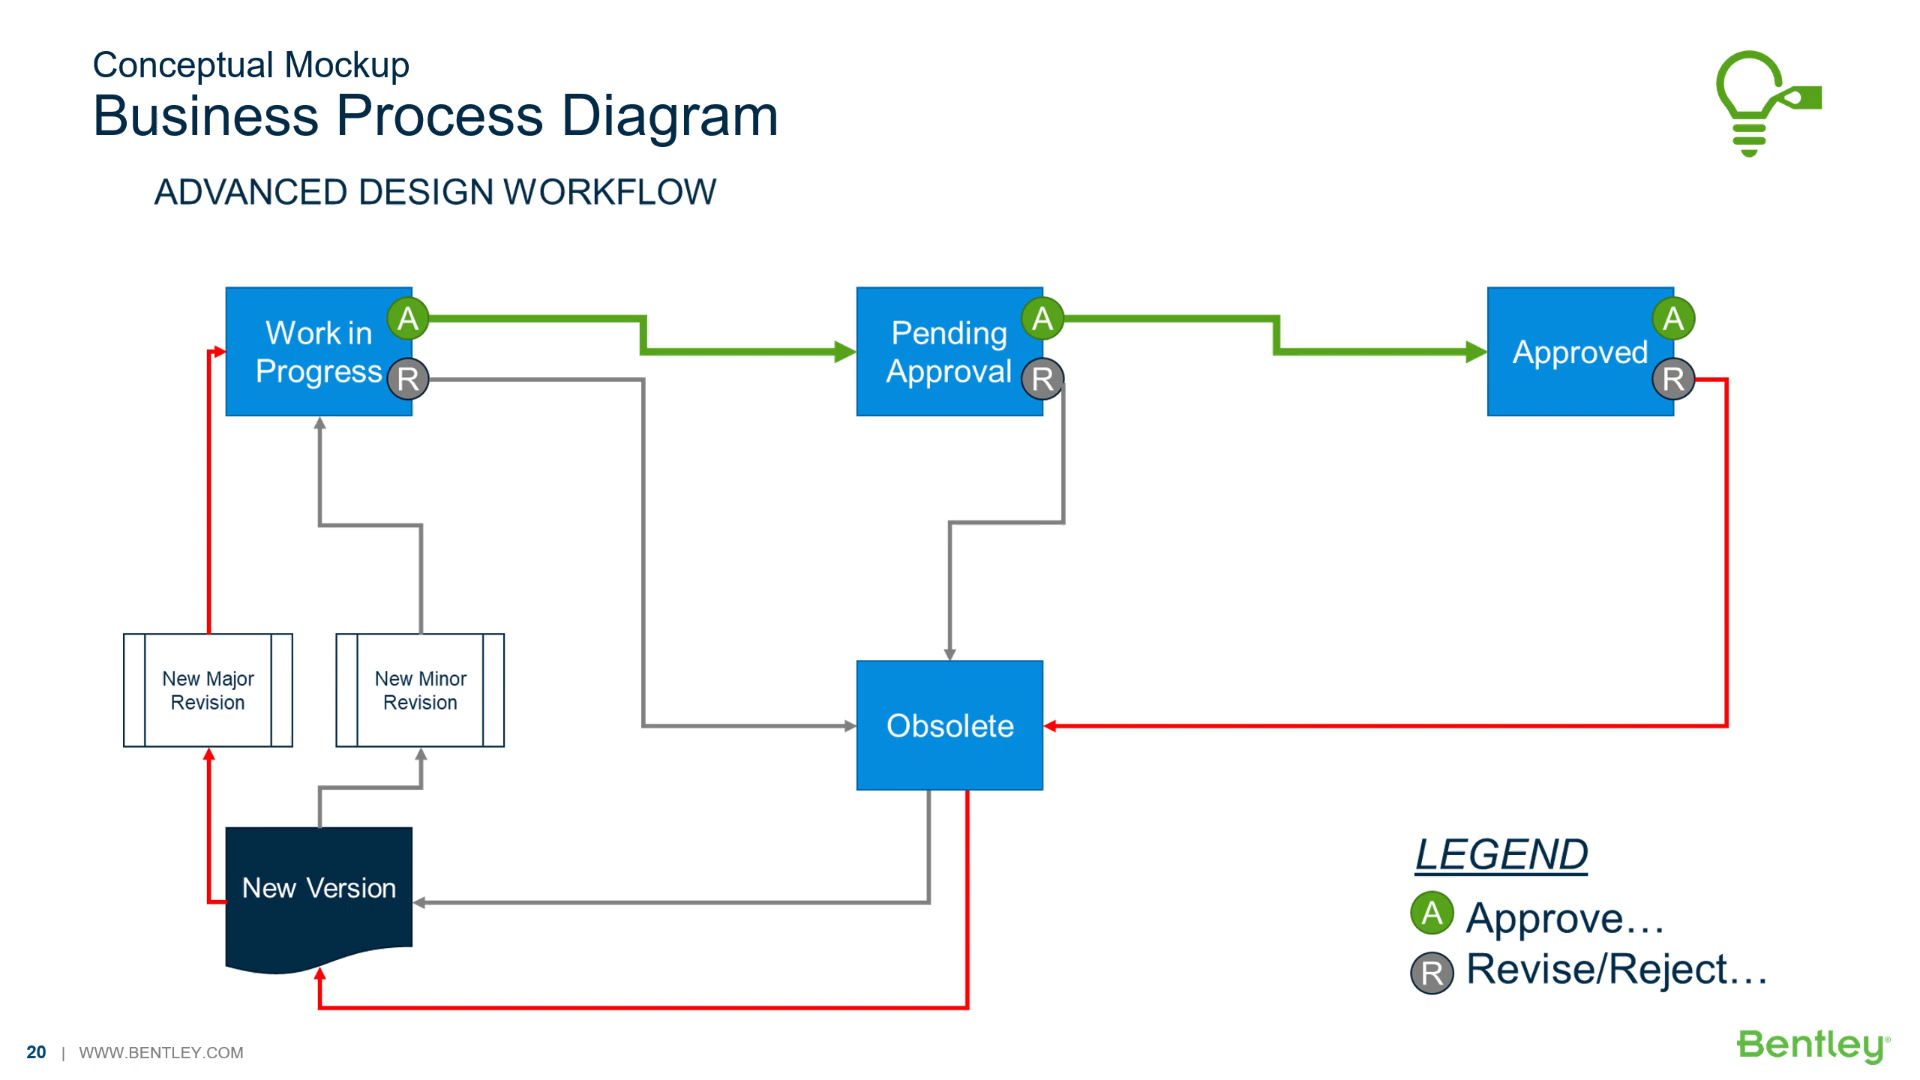 Conceptual Mockup
Business Process Diagram
ADVANCED DESIGN WORKFLOW
Work in
Progress
A
R
Pending
Approval
A
R
Approved
A
R
New Major
Revision
New Minor
Revision
Obsolete
New Version
LEGEND
A Approve…
R Revise/Reject…
20 | WWW.BENTLEY.COM
Bentley®